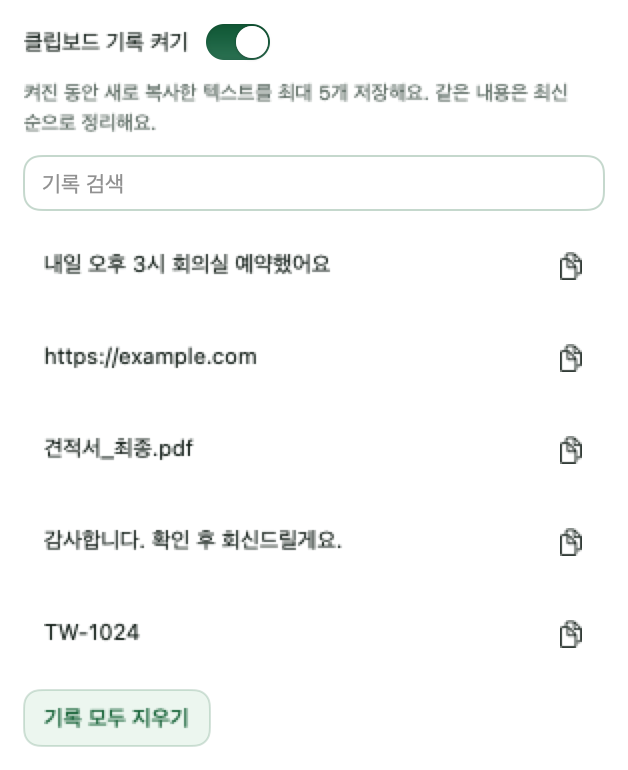 클립보드 기록 켜기
켜진 동안 새로 복사한 텍스트를 최대 5개 저장해요. 같은 내용은 최신
순으로 정리해요.
기록 검색
내일 오후 3시 회의실 예약했어요
https://example.com
견적서_최종.pdf
감사합니다. 확인 후 회신드릴게요.
TW-1024
기록 모두 지우기